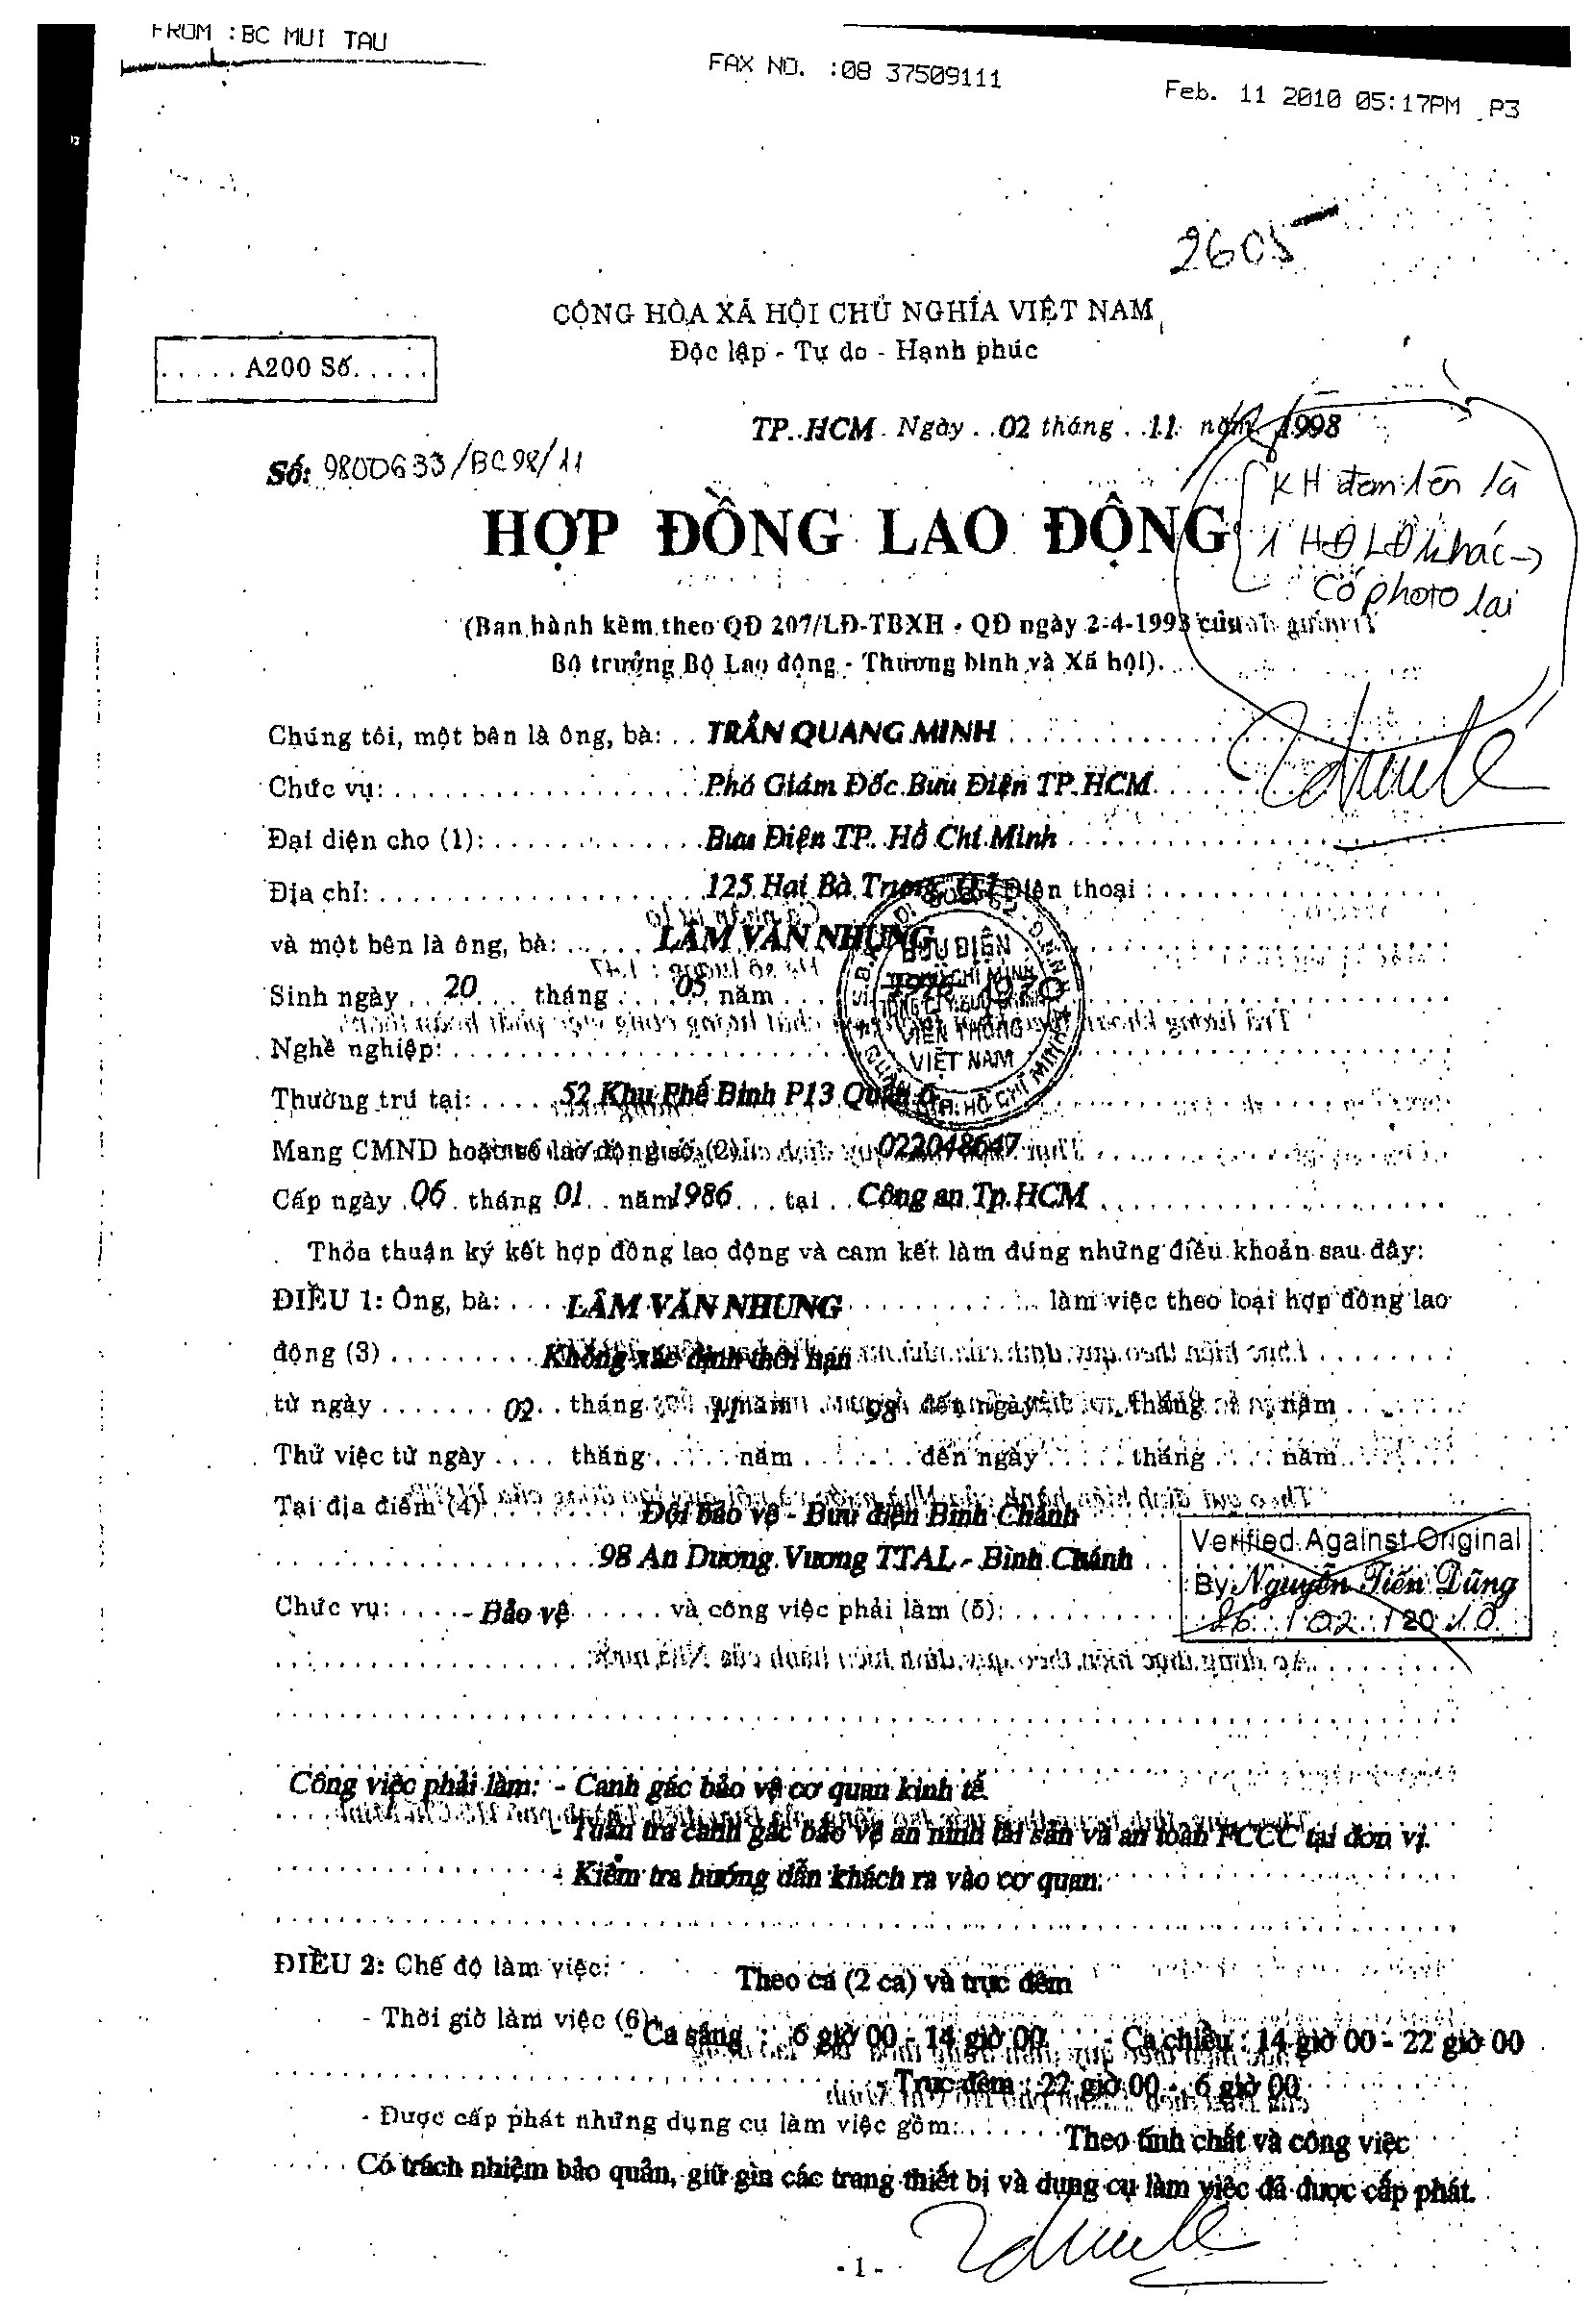 FROM : BC MUI TAU
FAX NO. : 08 37509111
Feb. 11 2010 05:17PM P3
CỘNG HÒA XÃ HỘI CHỦ NGHĨA VIỆT NAM
Độc lập - Tự do - Hạnh phúc
..... A200 Số.....
TP. HCM Ngày 02 tháng 11 năm 1998
Số: 980D633/BC98/11
KH đem lên là
1 HĐLĐ khác →
Có photo lại
HỢP ĐỒNG LAO ĐỘNG
(Ban hành kèm theo QĐ 207/LĐ-TBXH - QĐ ngày 2-4-1993 của
Bộ trưởng Bộ Lao động - Thương binh và Xã hội).
Chúng tôi, một bên là ông, bà: TRẦN QUANG MINH
Chức vụ: Phó Giám Đốc Bưu Điện TP.HCM
Đại diện cho (1): Bưu Điện TP. Hồ Chí Minh
Địa chỉ: 125 Hai Bà Trưng Q1 Điện thoại :
và một bên là ông, bà: LÂM VĂN NHUNG
Sinh ngày 20 tháng 05 năm 1976 1970
Nghề nghiệp:
BƯU ĐIỆN
VIỄN THÔNG
VIỆT NAM
Thường trú tại: 52 Khu Phế Binh P13 Quận 6
Mang CMND hoặc số lao động số (2) 022048647
Cấp ngày 06 tháng 01 năm 1986 tại Công an Tp.HCM
Thỏa thuận ký kết hợp đồng lao động và cam kết làm đúng những điều khoản sau đây:
ĐIỀU 1: Ông, bà: LÂM VĂN NHUNG làm việc theo loại hợp đồng lao
động (3) Không xác định thời hạn
từ ngày 02 tháng 11 năm 98 đến ngày tháng năm
Thử việc từ ngày tháng năm đến ngày tháng năm
Tại địa điểm (4) Đội bảo vệ - Bưu điện Bình Chánh
98 An Dương Vương TTAL - Bình Chánh
Verified Against Original
By: Nguyễn Tiến Dũng
26 / 02 / 2010
Chức vụ: - Bảo vệ và công việc phải làm (5):
Công việc phải làm: - Canh gác bảo vệ cơ quan kinh tế.
- Tuần tra canh gác bảo vệ an ninh tài sản và an toàn PCCC tại đơn vị.
- Kiểm tra hướng dẫn khách ra vào cơ quan.
ĐIỀU 2: Chế độ làm việc: Theo ca (2 ca) và trực đêm
- Thời giờ làm việc (6): - Ca sáng : 6 giờ 00 - 14 giờ 00 - Ca chiều : 14 giờ 00 - 22 giờ 00
- Trực đêm : 22 giờ 00 - 6 giờ 00
- Được cấp phát những dụng cụ làm việc gồm: Theo tính chất và công việc
Có trách nhiệm bảo quản, giữ gìn các trang thiết bị và dụng cụ làm việc đã được cấp phát.
- 1 -